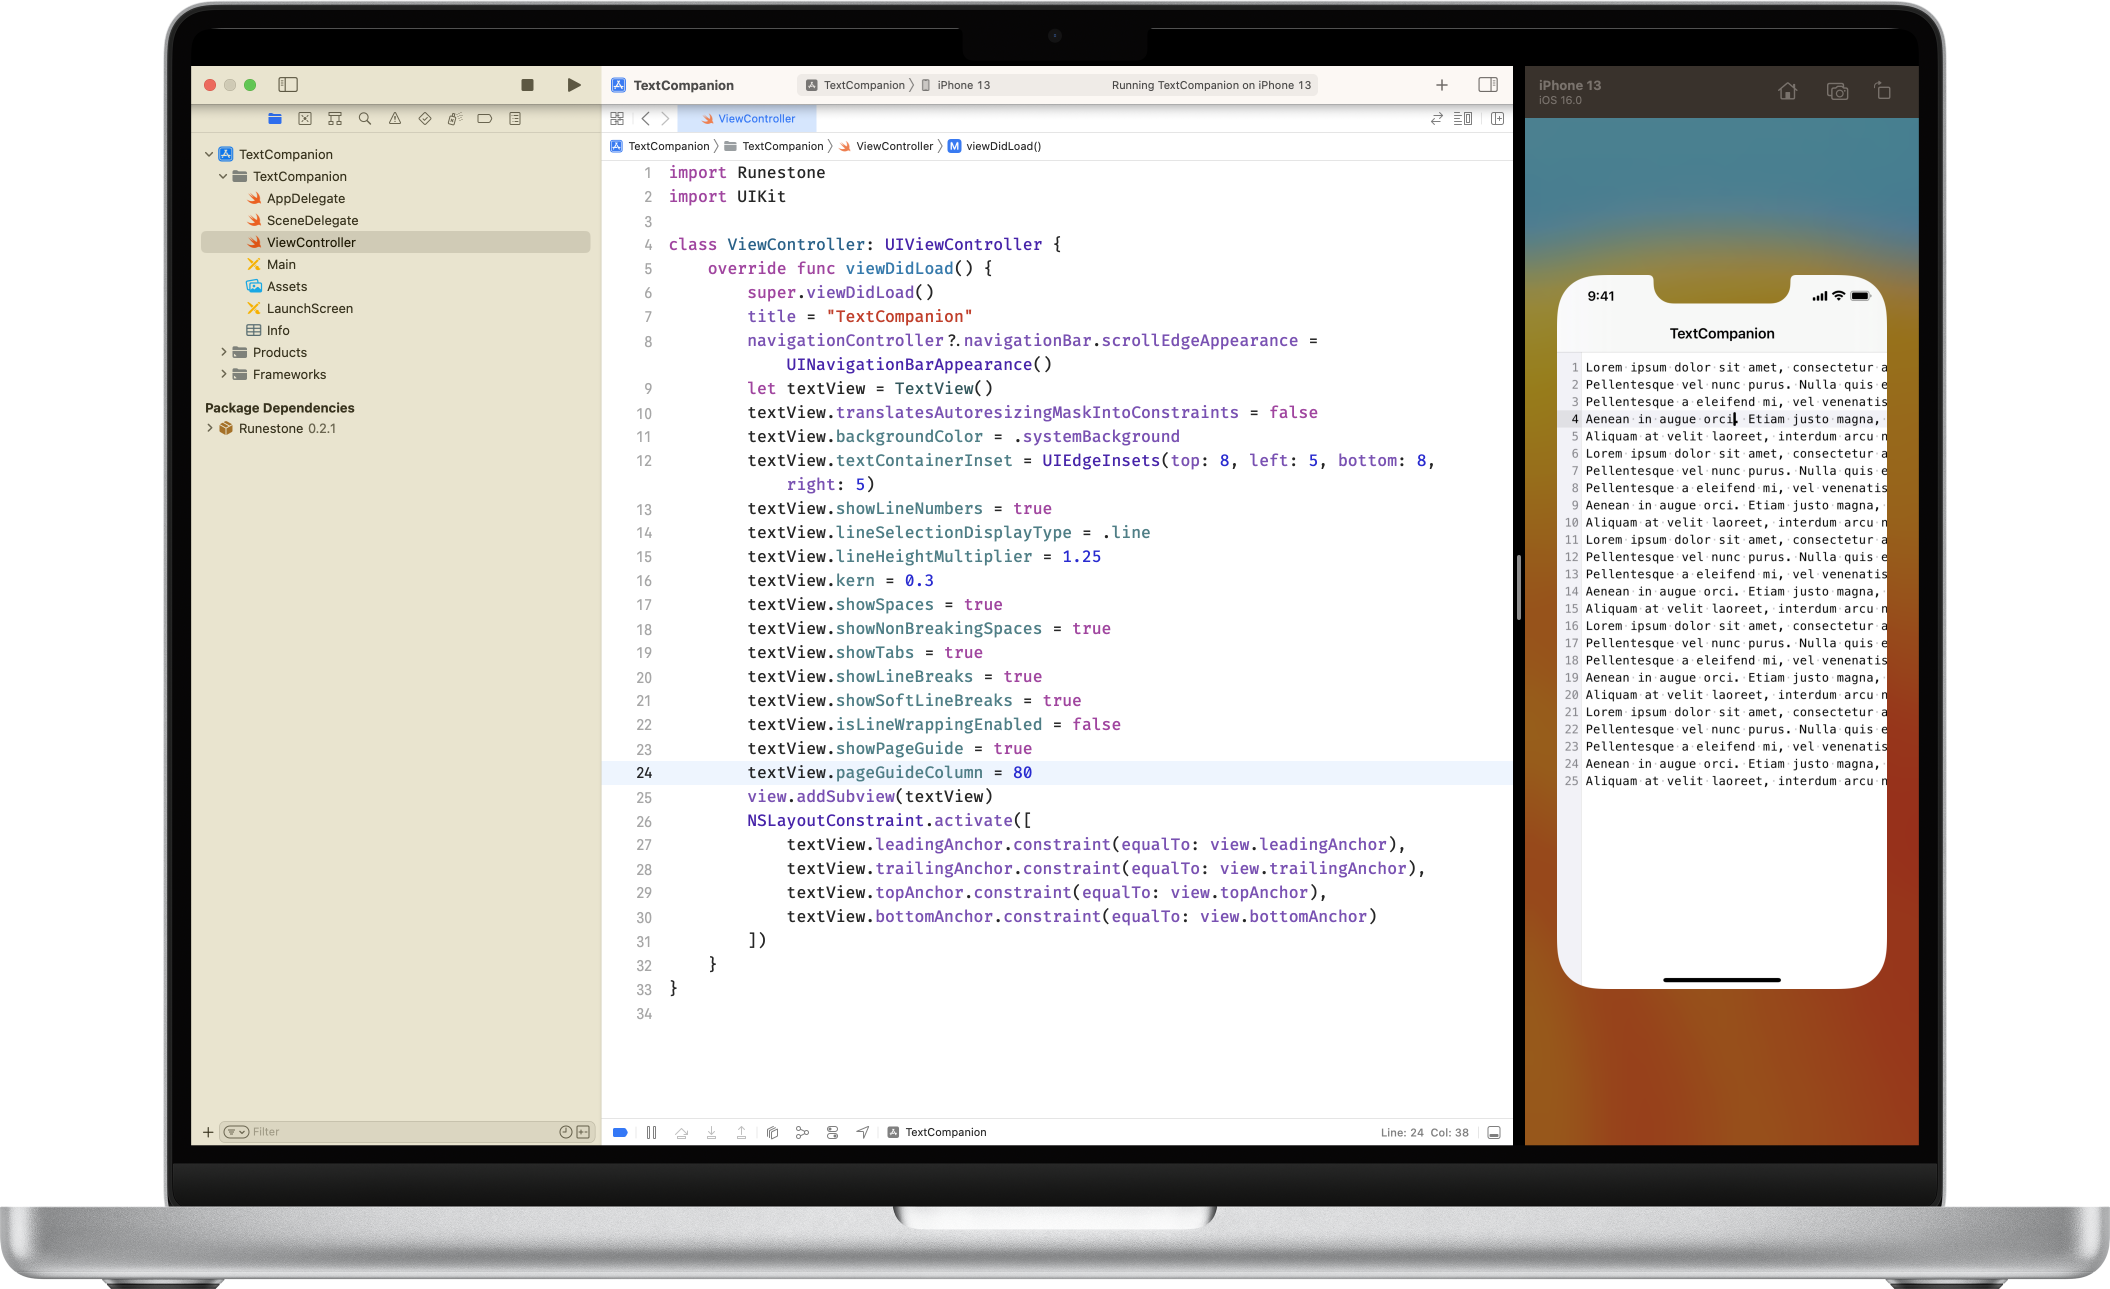 TextCompanion
TextCompanion
AppDelegate
SceneDelegate
ViewController
Main
Assets
LaunchScreen
Info
Products
Frameworks
Package Dependencies
Runestone 0.2.1
Filter
TextCompanion
TextCompanion iPhone 13
Running TextCompanion on iPhone 13
ViewController
TextCompanion TextCompanion ViewController M viewDidLoad()
1 import Runestone
2 import UIKit
3
4 class ViewController: UIViewController {
5 override func viewDidLoad() {
6 super.viewDidLoad()
7 title = "TextCompanion"
8 navigationController?.navigationBar.scrollEdgeAppearance =
UINavigationBarAppearance()
9 let textView = TextView()
10 textView.translatesAutoresizingMaskIntoConstraints = false
11 textView.backgroundColor = .systemBackground
12 textView.textContainerInset = UIEdgeInsets(top: 8, left: 5, bottom: 8,
right: 5)
13 textView.showLineNumbers = true
14 textView.lineSelectionDisplayType = .line
15 textView.lineHeightMultiplier = 1.25
16 textView.kern = 0.3
17 textView.showSpaces = true
18 textView.showNonBreakingSpaces = true
19 textView.showTabs = true
20 textView.showLineBreaks = true
21 textView.showSoftLineBreaks = true
22 textView.isLineWrappingEnabled = false
23 textView.showPageGuide = true
24 textView.pageGuideColumn = 80
25 view.addSubview(textView)
26 NSLayoutConstraint.activate([
27 textView.leadingAnchor.constraint(equalTo: view.leadingAnchor),
28 textView.trailingAnchor.constraint(equalTo: view.trailingAnchor),
29 textView.topAnchor.constraint(equalTo: view.topAnchor),
30 textView.bottomAnchor.constraint(equalTo: view.bottomAnchor)
31 ])
32 }
33 }
34
TextCompanion
Line: 24 Col: 38
iPhone 13
iOS 16.0
9:41
TextCompanion
1 Lorem·ipsum·dolor·sit·amet,·consectetur·a
2 Pellentesque·vel·nunc·purus.·Nulla·quis·e
3 Pellentesque·a·eleifend·mi,·vel·venenatis
4 Aenean·in·augue·orci.·Etiam·justo·magna,·
5 Aliquam·at·velit·laoreet,·interdum·arcu·n
6 Lorem·ipsum·dolor·sit·amet,·consectetur·a
7 Pellentesque·vel·nunc·purus.·Nulla·quis·e
8 Pellentesque·a·eleifend·mi,·vel·venenatis
9 Aenean·in·augue·orci.·Etiam·justo·magna,·
10 Aliquam·at·velit·laoreet,·interdum·arcu·n
11 Lorem·ipsum·dolor·sit·amet,·consectetur·a
12 Pellentesque·vel·nunc·purus.·Nulla·quis·e
13 Pellentesque·a·eleifend·mi,·vel·venenatis
14 Aenean·in·augue·orci.·Etiam·justo·magna,·
15 Aliquam·at·velit·laoreet,·interdum·arcu·n
16 Lorem·ipsum·dolor·sit·amet,·consectetur·a
17 Pellentesque·vel·nunc·purus.·Nulla·quis·e
18 Pellentesque·a·eleifend·mi,·vel·venenatis
19 Aenean·in·augue·orci.·Etiam·justo·magna,·
20 Aliquam·at·velit·laoreet,·interdum·arcu·n
21 Lorem·ipsum·dolor·sit·amet,·consectetur·a
22 Pellentesque·vel·nunc·purus.·Nulla·quis·e
23 Pellentesque·a·eleifend·mi,·vel·venenatis
24 Aenean·in·augue·orci.·Etiam·justo·magna,·
25 Aliquam·at·velit·laoreet,·interdum·arcu·n